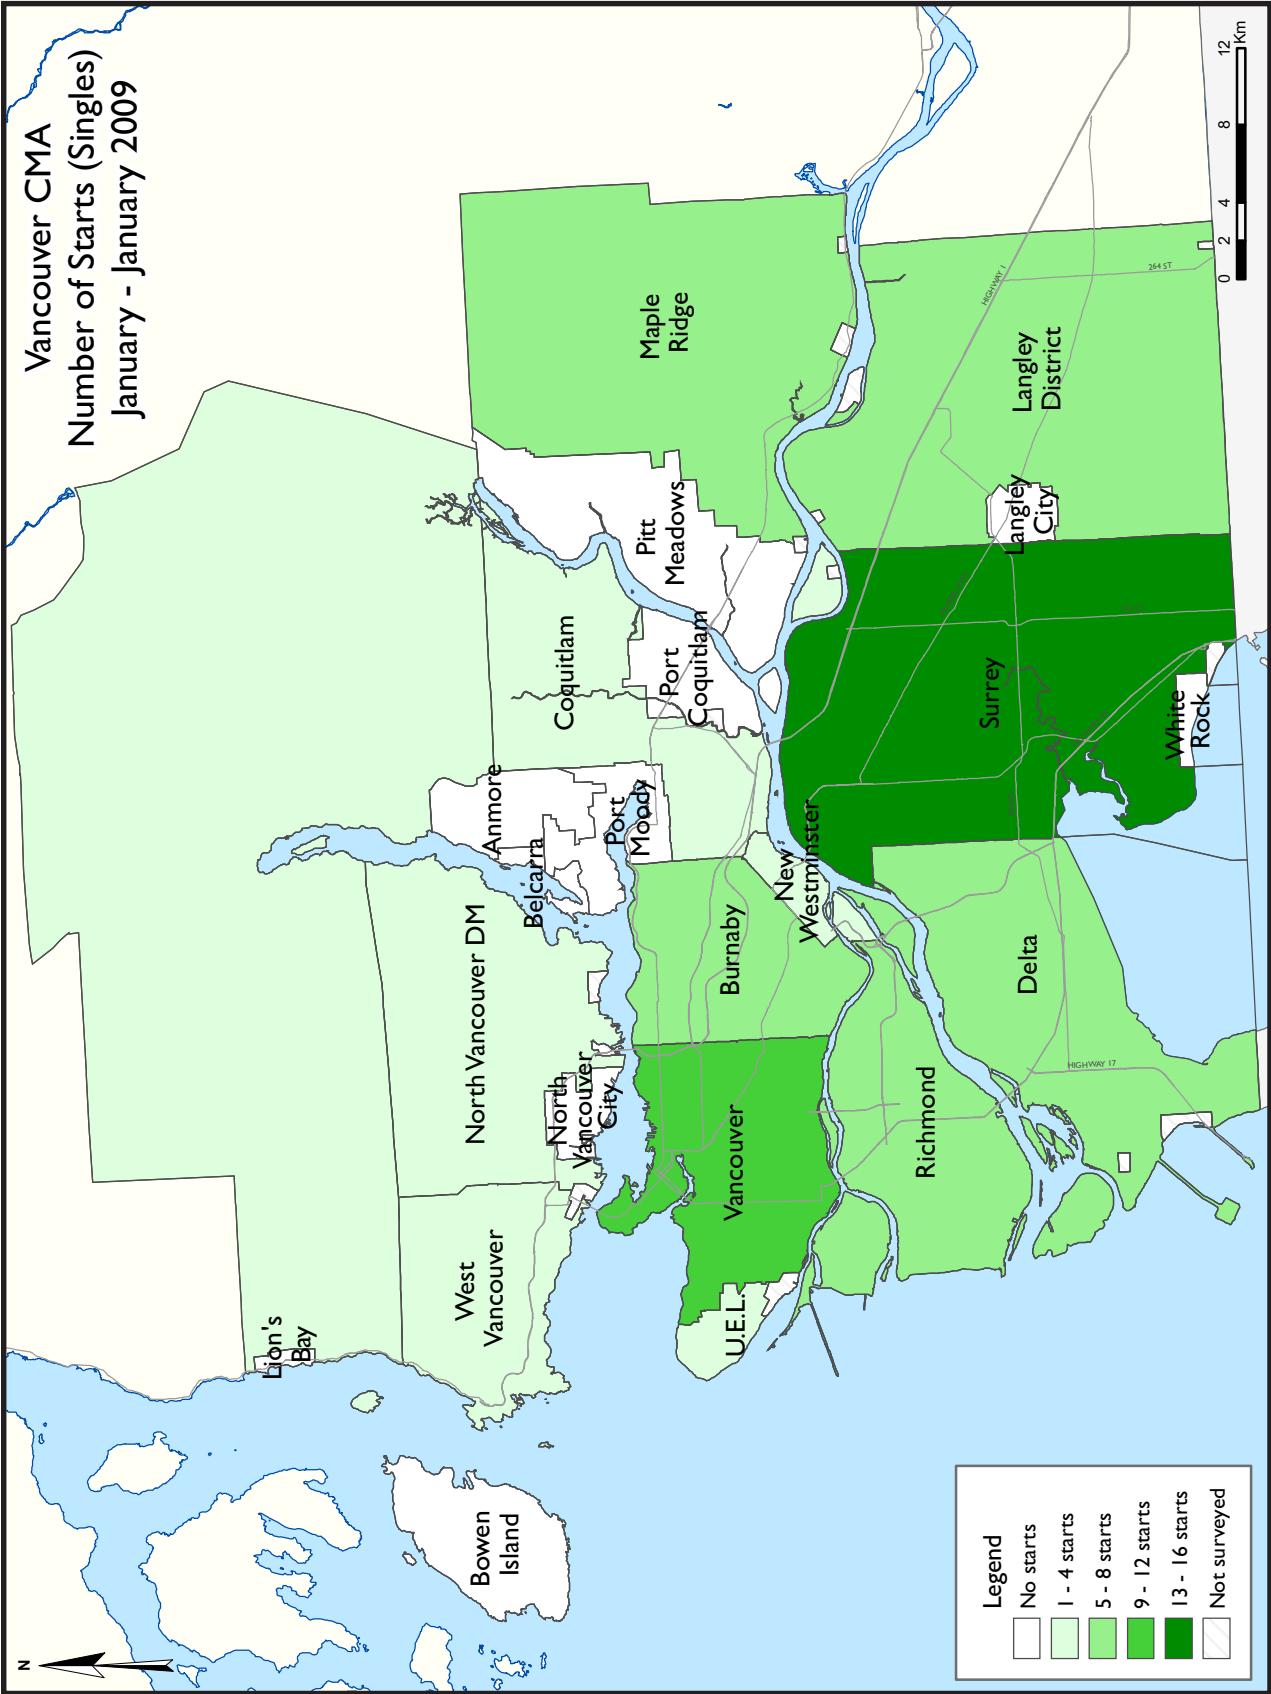 Vancouver CMA
Number of Starts (Singles)
January - January 2009
N
Lion's
Bay
Bowen
Island
West
Vancouver
North Vancouver DM
North
Vancouver
City
Belcarra
Anmore
Port
Moody
Coquitlam
Port
Coquitlam
Pitt
Meadows
Maple
Ridge
U.E.L.
Vancouver
Burnaby
New
Westminster
Richmond
Delta
Surrey
White
Rock
Langley
City
Langley
District
HIGHWAY 1
264 ST
HIGHWAY 17
Legend
No starts
1 - 4 starts
5 - 8 starts
9 - 12 starts
13 - 16 starts
Not surveyed
0 2 4 8 12
Km